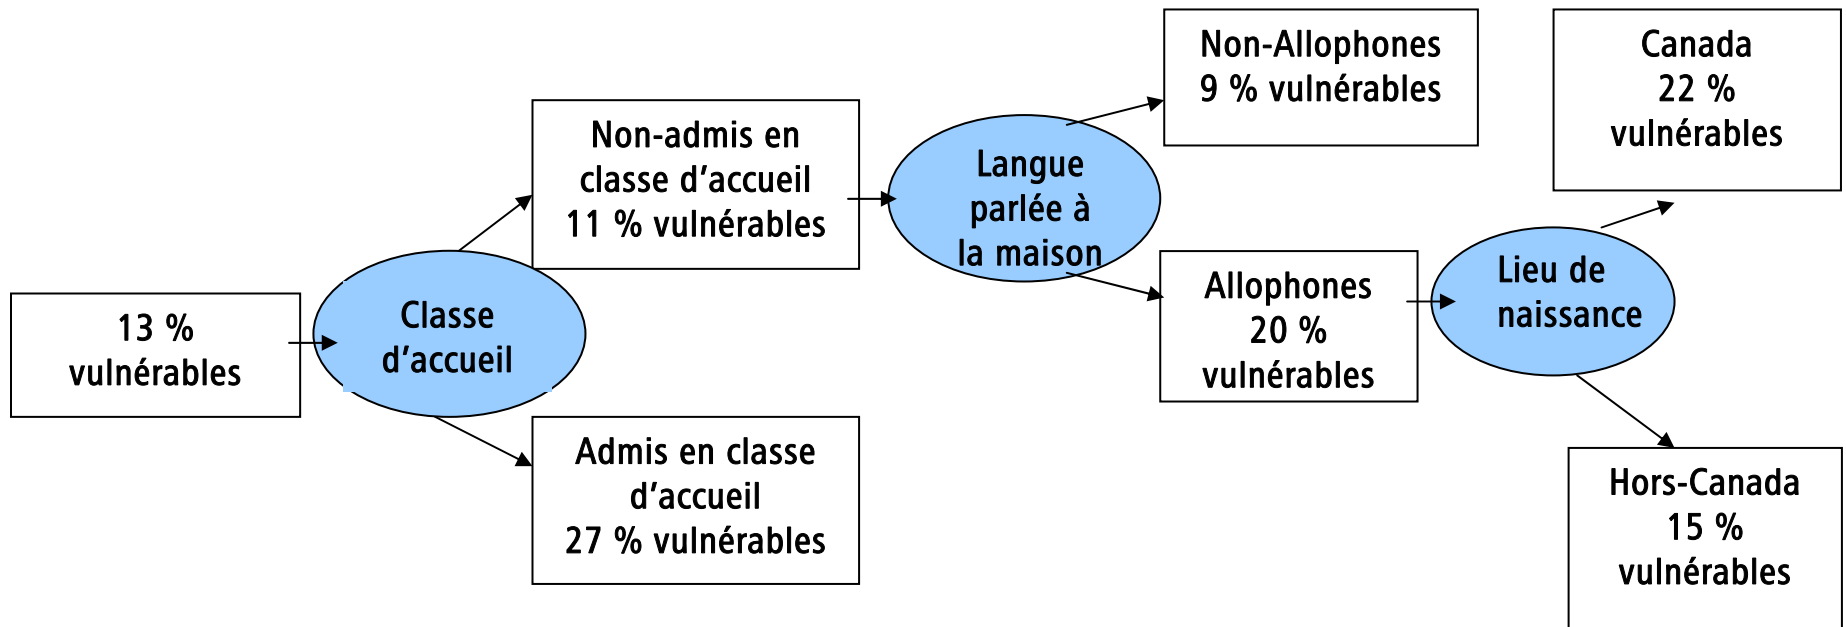 13 %
vulnérables
Classe
d’accueil
Non-admis en
classe d’accueil
11 % vulnérables
Admis en classe
d’accueil
27 % vulnérables
Langue
parlée à
la maison
Non-Allophones
9 % vulnérables
Allophones
20 %
vulnérables
Lieu de
naissance
Canada
22 %
vulnérables
Hors-Canada
15 %
vulnérables